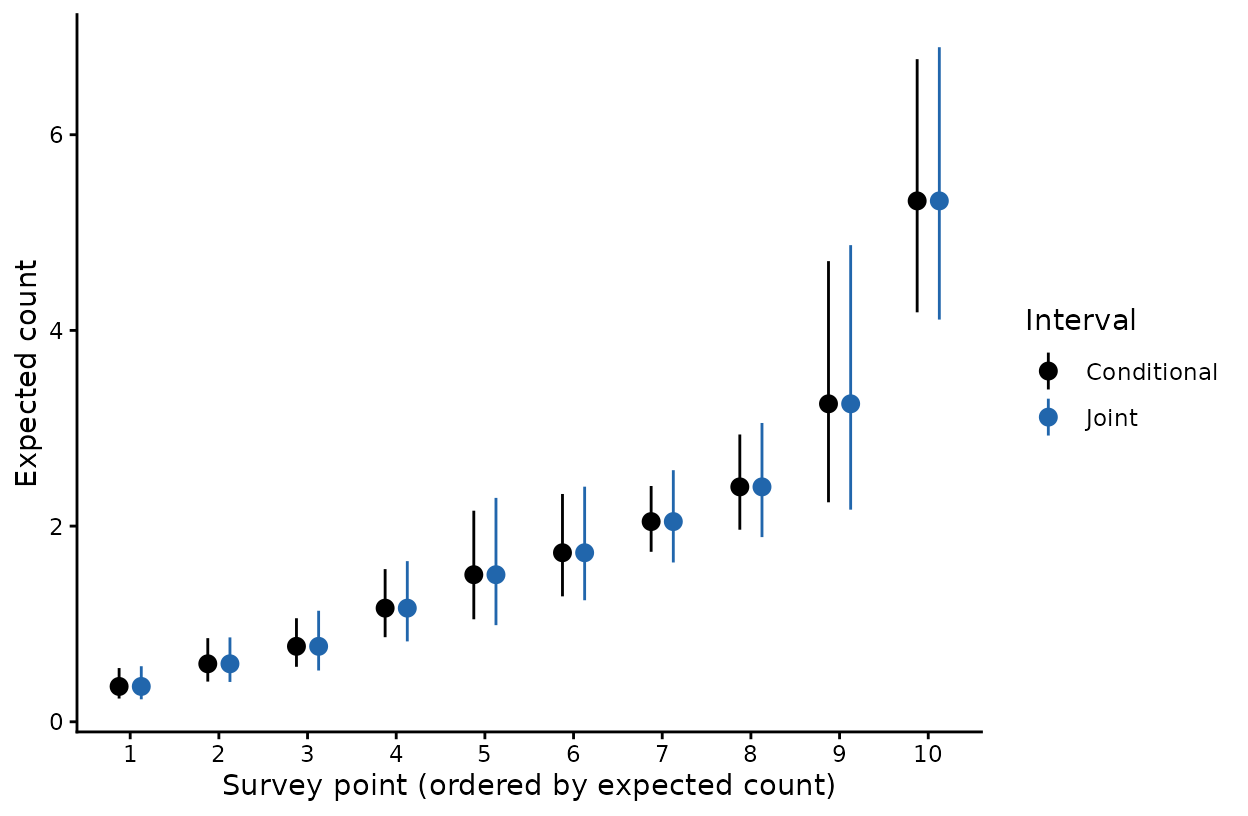 Expected count
6
4
2
0
1 2 3 4 5 6 7 8 9 10
Survey point (ordered by expected count)
Interval
Conditional
Joint